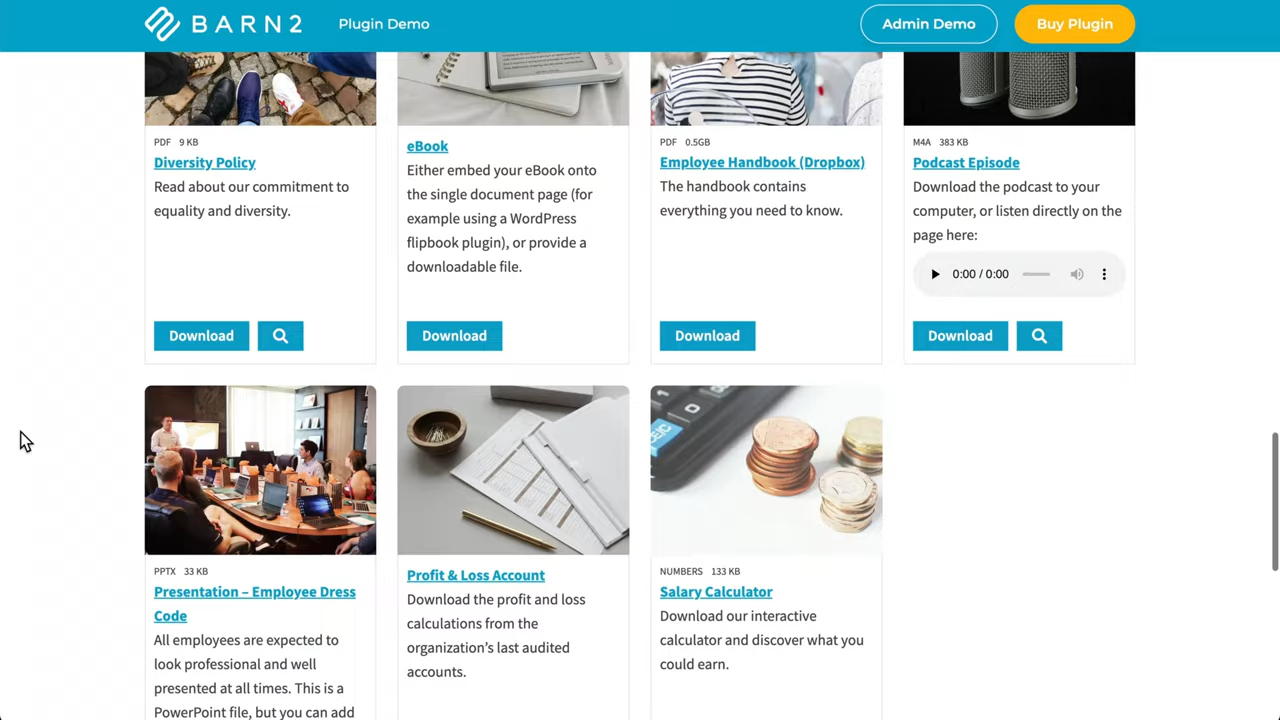 BARN2
Plugin Demo
Admin Demo
Buy Plugin
PDF 9 KB
Diversity Policy
Read about our commitment to
equality and diversity.
Download
eBook
Either embed your eBook onto
the single document page (for
example using a WordPress
flipbook plugin), or provide a
downloadable file.
Download
PDF 0.5GB
Employee Handbook (Dropbox)
The handbook contains
everything you need to know.
Download
M4A 383 KB
Podcast Episode
Download the podcast to your
computer, or listen directly on the
page here:
0:00 / 0:00
Download
PPTX 33 KB
Presentation – Employee Dress
Code
All employees are expected to
look professional and well
presented at all times. This is a
PowerPoint file, but you can add
Profit & Loss Account
Download the profit and loss
calculations from the
organization’s last audited
accounts.
NUMBERS 133 KB
Salary Calculator
Download our interactive
calculator and discover what you
could earn.